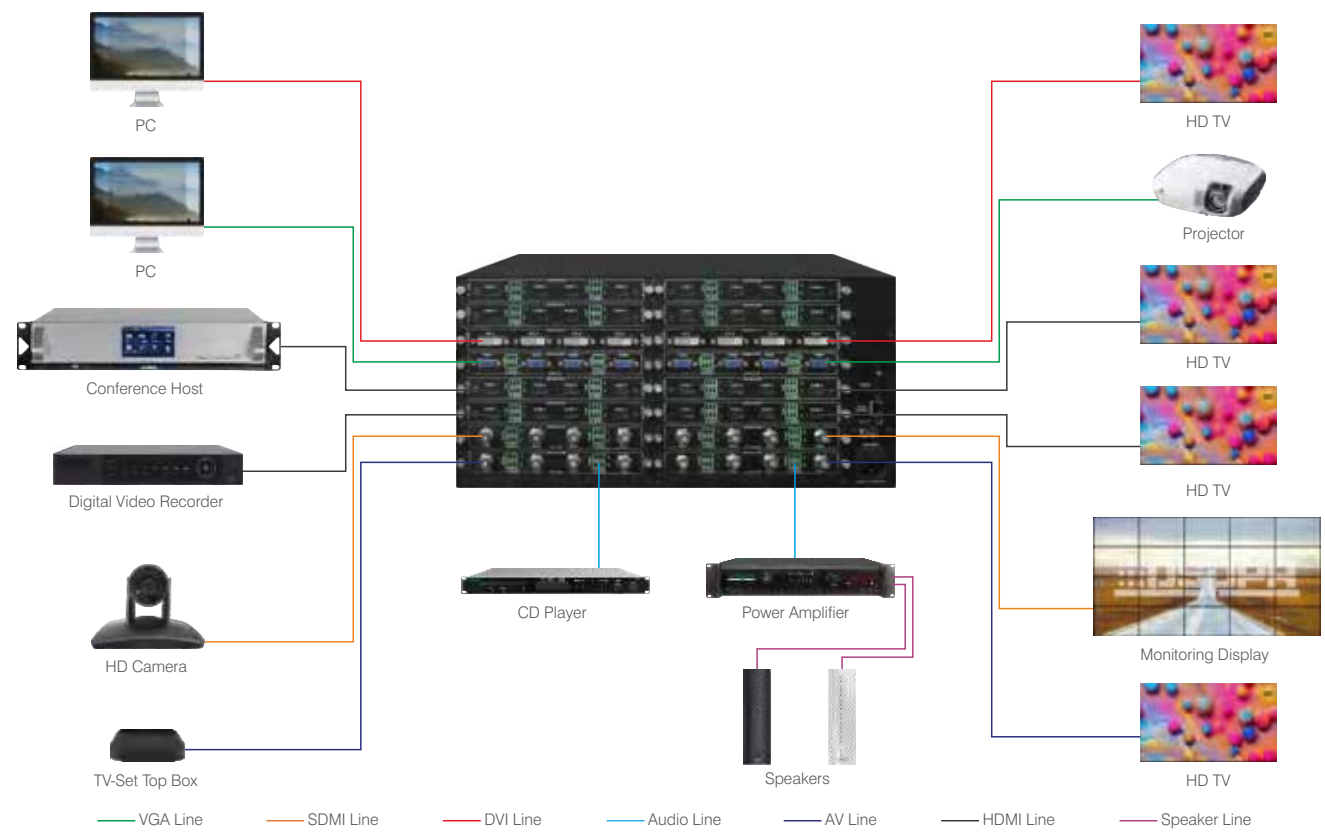 PC
HD TV
PC
Projector
Conference Host
HD TV
Digital Video Recorder
HD TV
CD Player
Power Amplifier
HD Camera
Monitoring Display
TV-Set Top Box
Speakers
HD TV
VGA Line
SDMI Line
DVI Line
Audio Line
AV Line
HDMI Line
Speaker Line